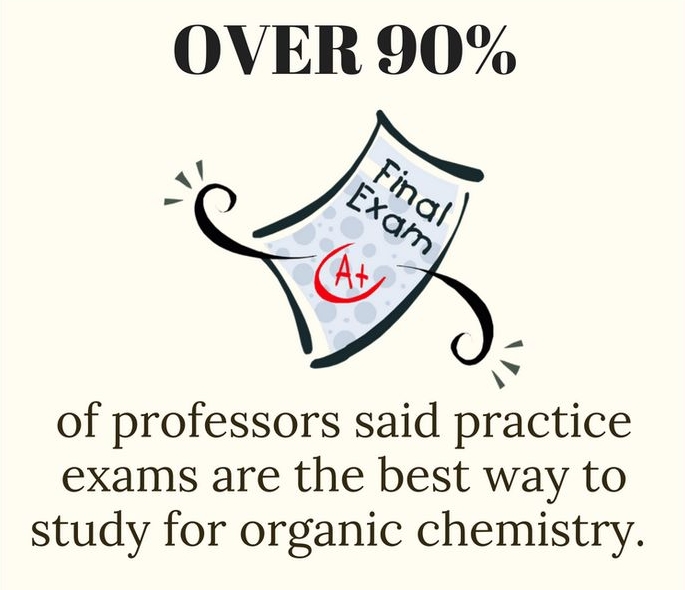 OVER 90%
Final
Exam
A+
of professors said practice
exams are the best way to
study for organic chemistry.